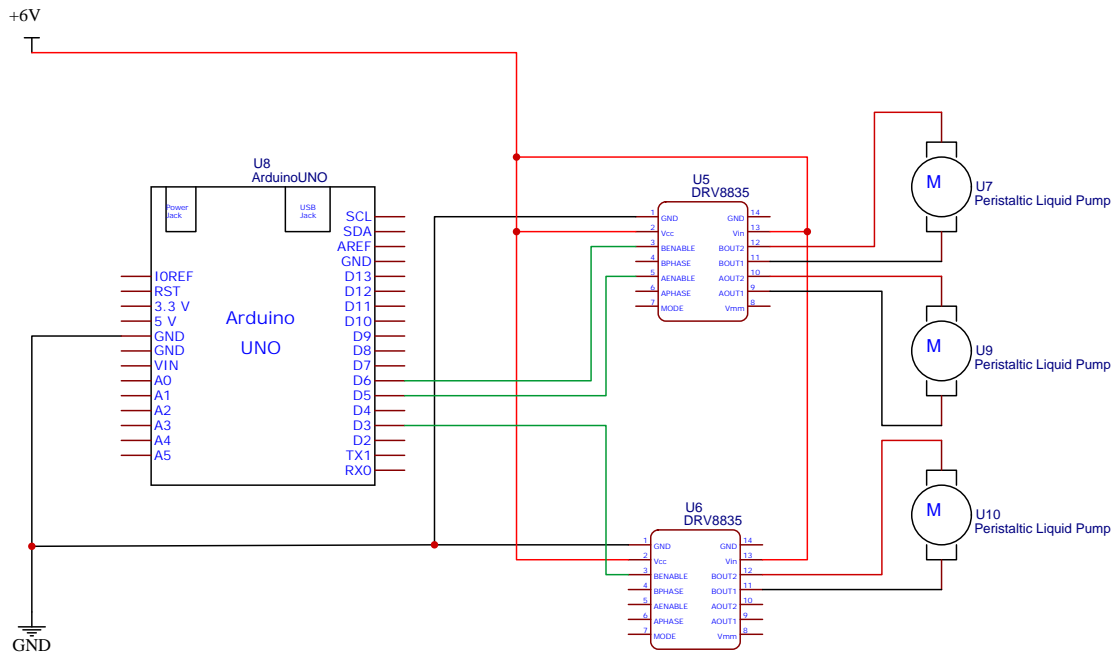 +6V
U8
ArduinoUNO
Power
Jack
USB
Jack
SCL
SDA
AREF
GND
D13
D12
D11
D10
D9
D8
D7
D6
D5
D4
D3
D2
TX1
RX0
IOREF
RST
3.3 V
5 V
GND
GND
VIN
A0
A1
A2
A3
A4
A5
Arduino
UNO
GND
U5
DRV8835
1 GND GND 14
2 Vcc Vin 13
3 BENABLE BOUT2 12
4 BPHASE BOUT1 11
5 AENABLE AOUT2 10
6 APHASE AOUT1 9
7 MODE Vmm 8
U6
DRV8835
1 GND GND 14
2 Vcc Vin 13
3 BENABLE BOUT2 12
4 BPHASE BOUT1 11
5 AENABLE AOUT2 10
6 APHASE AOUT1 9
7 MODE Vmm 8
M
U7
Peristaltic Liquid Pump
M
U9
Peristaltic Liquid Pump
M
U10
Peristaltic Liquid Pump